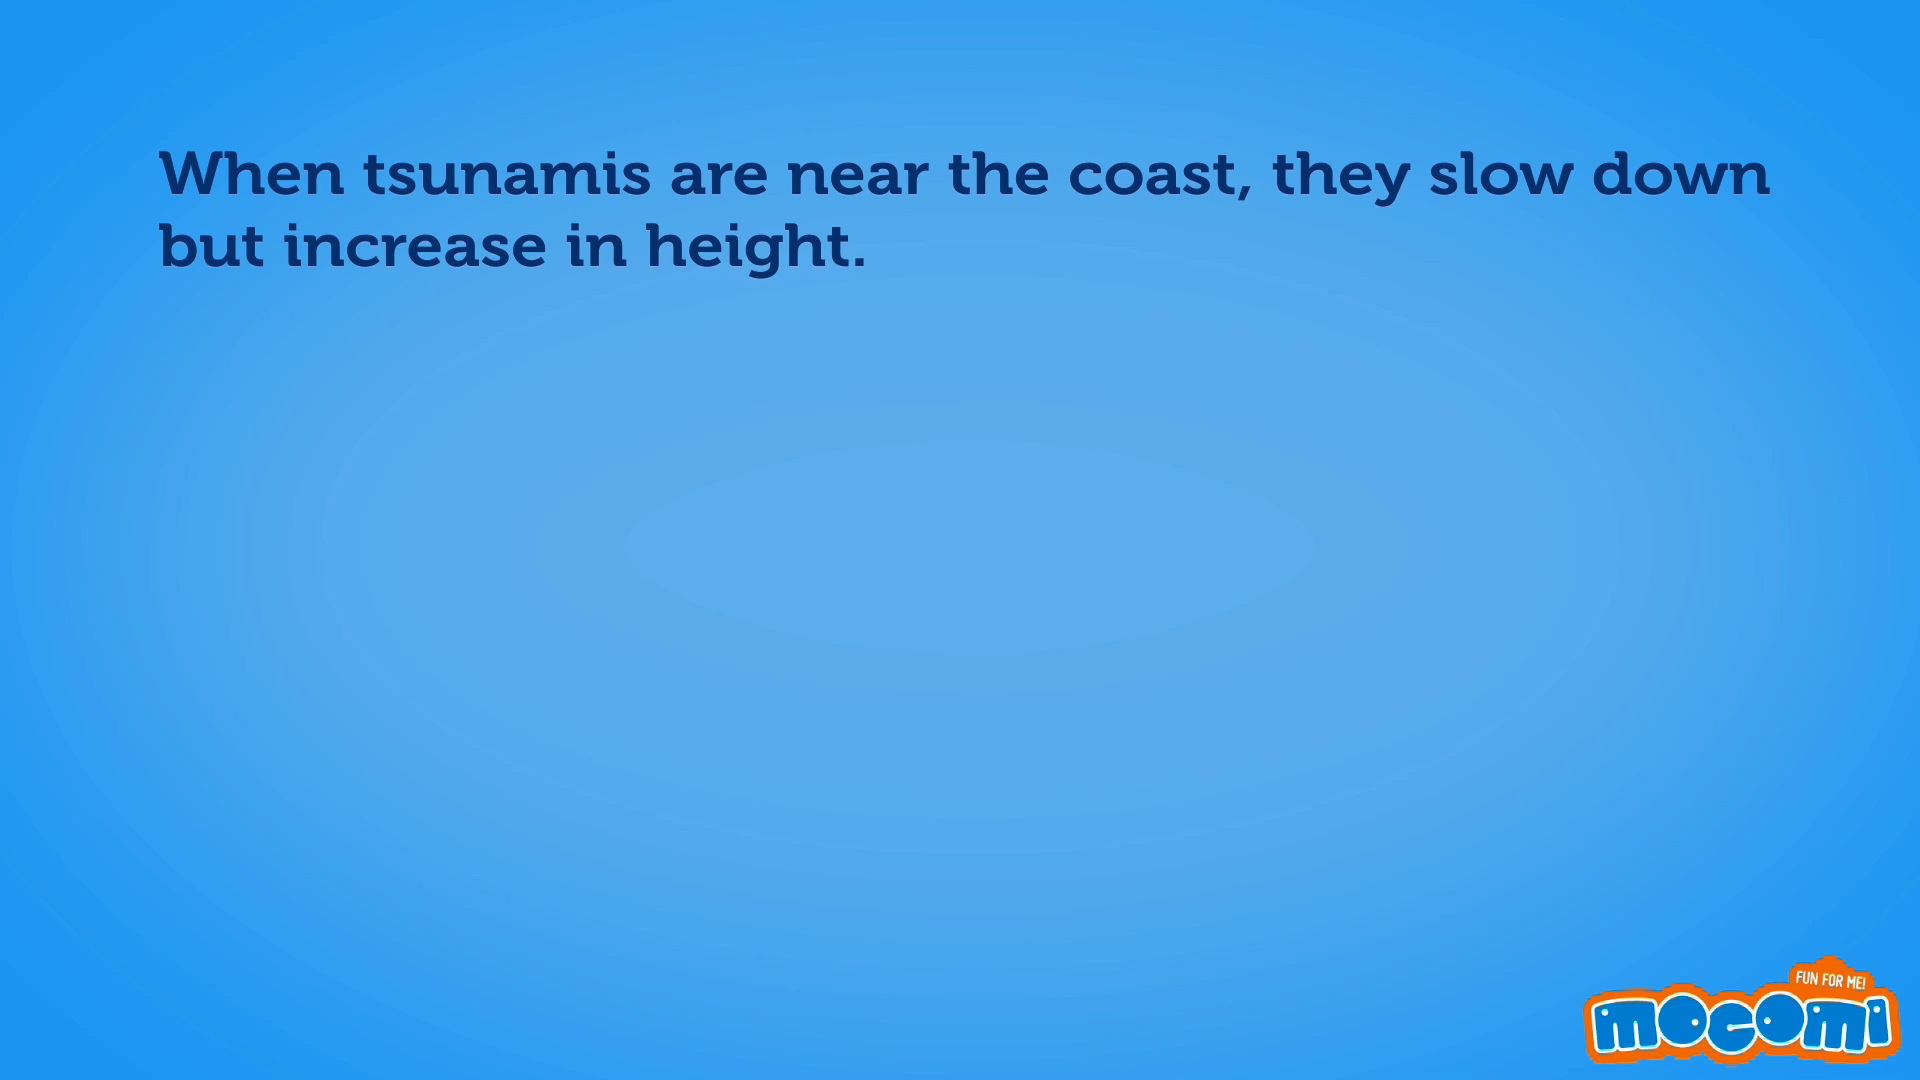 When tsunamis are near the coast, they slow down
but increase in height.
FUN FOR ME!
mocomi